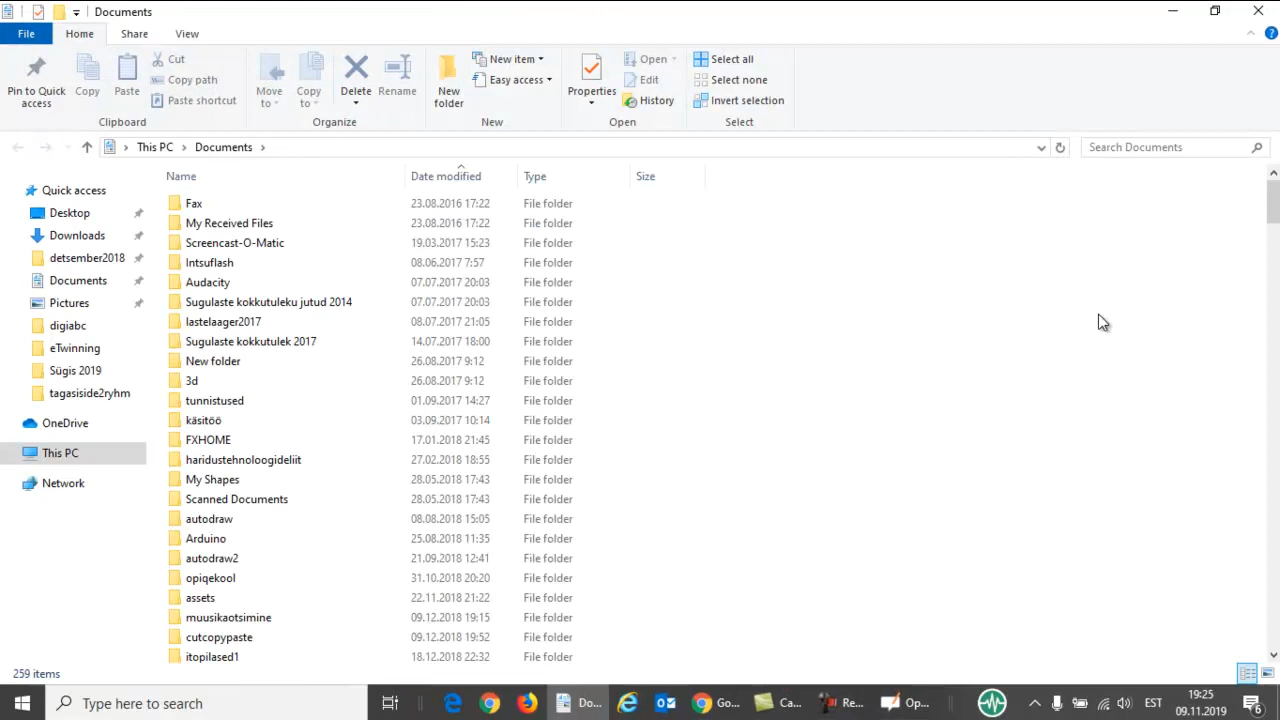 Documents
File Home Share View
Pin to Quick access
Copy
Paste
Cut
Copy path
Paste shortcut
Clipboard
Move to
Copy to
Delete
Rename
Organize
New folder
New item
Easy access
New
Properties
Open
Edit
History
Open
Select all
Select none
Invert selection
Select
This PC > Documents >
Search Documents
Quick access
Desktop
Downloads
detsember2018
Documents
Pictures
digiabc
eTwinning
Sügis 2019
tagasiside2ryhm
OneDrive
This PC
Network
Name Date modified Type Size
Fax 23.08.2016 17:22 File folder
My Received Files 23.08.2016 17:22 File folder
Screencast-O-Matic 19.03.2017 15:23 File folder
Intsuflash 08.06.2017 7:57 File folder
Audacity 07.07.2017 20:03 File folder
Sugulaste kokkutuleku jutud 2014 07.07.2017 20:03 File folder
lastelaager2017 08.07.2017 21:05 File folder
Sugulaste kokkutulek 2017 14.07.2017 18:00 File folder
New folder 26.08.2017 9:12 File folder
3d 26.08.2017 9:12 File folder
tunnistused 01.09.2017 14:27 File folder
käsitöö 03.09.2017 10:14 File folder
FXHOME 17.01.2018 21:45 File folder
haridustehnoloogideliit 27.02.2018 18:55 File folder
My Shapes 28.05.2018 17:43 File folder
Scanned Documents 28.05.2018 17:43 File folder
autodraw 08.08.2018 15:05 File folder
Arduino 25.08.2018 11:35 File folder
autodraw2 21.09.2018 12:41 File folder
opiqekool 31.10.2018 20:20 File folder
assets 22.11.2018 21:22 File folder
muusikaotsimine 09.12.2018 19:15 File folder
cutcopypaste 09.12.2018 19:52 File folder
itopilased1 18.12.2018 22:32 File folder
259 items
Type here to search
Do...
Go...
Ca...
Re...
Op...
EST
19:25
09.11.2019
6